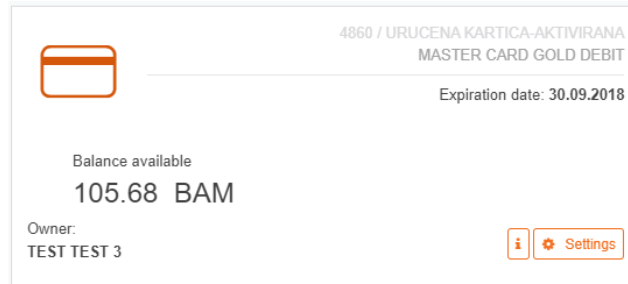 4860 / URUCENA KARTICA-AKTIVIRANA
MASTER CARD GOLD DEBIT
Expiration date: 30.09.2018
Balance available
105.68 BAM
Owner:
TEST TEST 3
i Settings